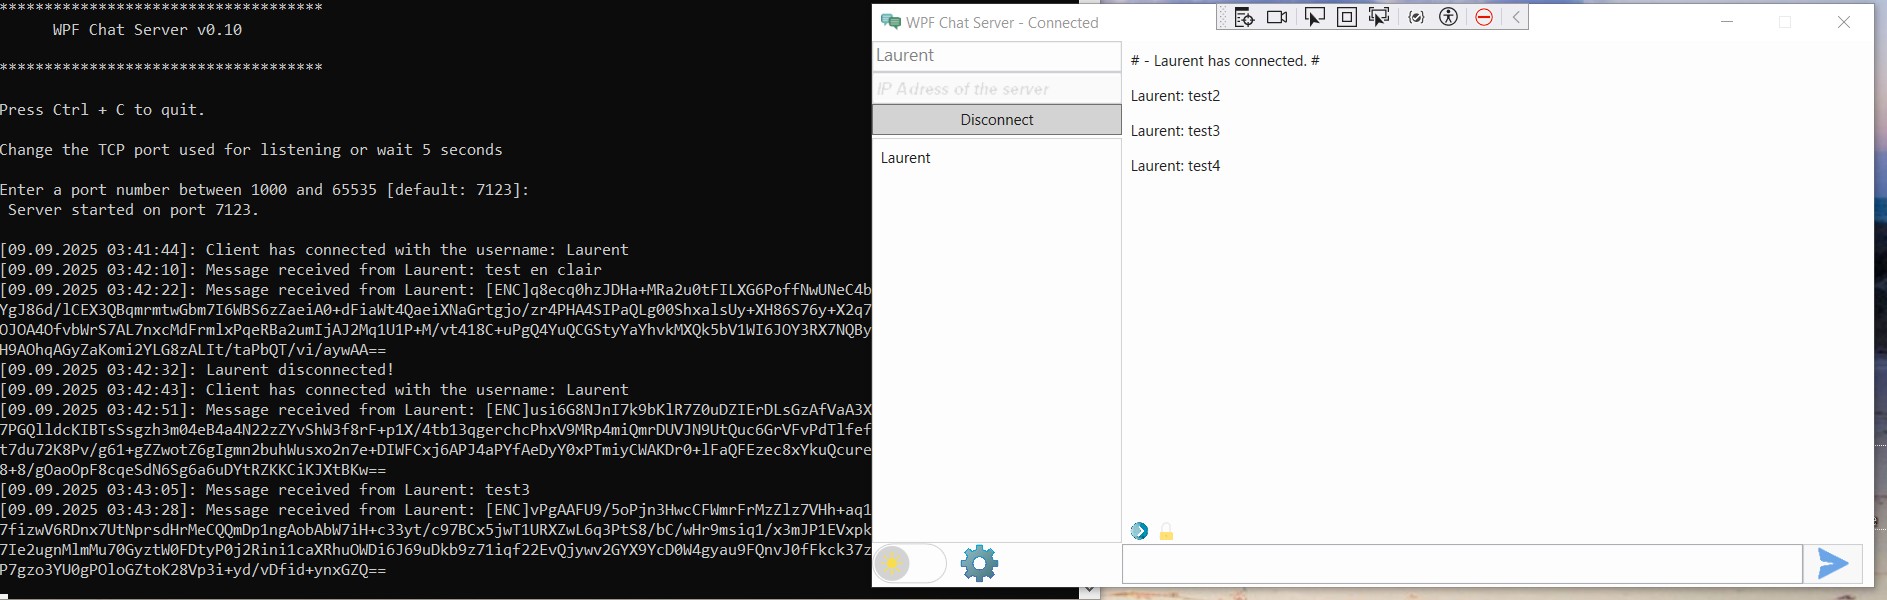 ***********************************
WPF Chat Server v0.10
***********************************
Press Ctrl + C to quit.
Change the TCP port used for listening or wait 5 seconds
Enter a port number between 1000 and 65535 [default: 7123]:
Server started on port 7123.
[09.09.2025 03:41:44]: Client has connected with the username: Laurent
[09.09.2025 03:42:10]: Message received from Laurent: test en clair
[09.09.2025 03:42:22]: Message received from Laurent: [ENC]q8ecq0hzJDHa+MRa2u0tFILXG6PoffNwUNeC4b
YgJ86d/lCEX3QBqmrmtwGbm7I6WBS6zZaeiA0+dFiaWt4QaeiXNaGrtgjo/zr4PHA4SIPaQLg00ShxalsUy+XH86S76y+X2q7
OJOA4OfvbWrS7AL7nxcMdFrmlxPqeRBa2umIjAJ2Mq1U1P+M/vt418C+uPgQ4YuQCGStyYaYhvkMXQk5bV1WI6JOY3RX7NQBy
H9AOhqAGyZaKomi2YLG8zALIt/taPbQT/vi/aywAA==
[09.09.2025 03:42:32]: Laurent disconnected!
[09.09.2025 03:42:43]: Client has connected with the username: Laurent
[09.09.2025 03:42:51]: Message received from Laurent: [ENC]usi6G8NJnI7k9bKlR7Z0uDZIErDLsGzAfVaA3X
7PGQlldcKIBTsSsgzh3m04eB4a4N22zZYvShW3f8rF+p1X/4tb13qgerchcPhxV9MRp4miQmrDUVJN9UtQuc6GrVFvPdTlfef
t7du72K8Pv/g61+gZZwotZ6gIgmn2buhWusxo2n7e+DIWFCxj6APJ4aPYfAeDyY0xPTmiyCWAKDr0+lFaQFEzec8xYkuQcure
8+8/gOaoOpF8cqeSdN6Sg6a6uDYtRZKKCiKJXtBKw==
[09.09.2025 03:43:05]: Message received from Laurent: test3
[09.09.2025 03:43:28]: Message received from Laurent: [ENC]vPgAAFU9/5oPjn3HwcCFWmrFrMzZlz7VHh+aq1
7fizwV6RDnx7UtNprsdHrMeCQQmDp1ngAobAbW7iH+c33yt/c97BCx5jwT1URXZwL6q3PtS8/bC/wHr9msiq1/x3mJP1EVxpk
7Ie2ugnMlmMu70GyztW0FDtyP0j2Rini1caXRhuOWDi6J69uDkb9z71iqf22EvQjywv2GYX9YcD0W4gyau9FQnvJ0fFkck37z
P7gzo3YU0gPOloGZtoK28Vp3i+yd/vDfid+ynxGZQ==
WPF Chat Server - Connected
Laurent
IP Adress of the server
Disconnect
Laurent
# - Laurent has connected. #
Laurent: test2
Laurent: test3
Laurent: test4